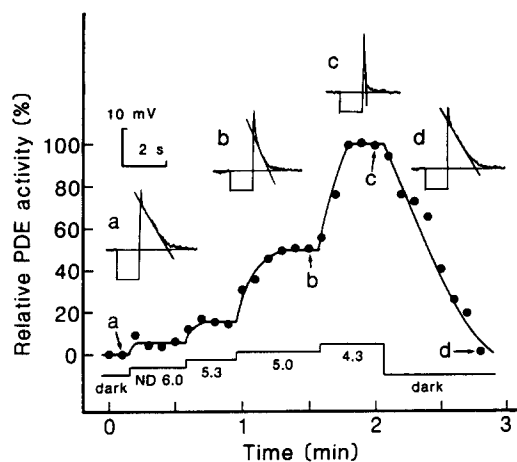 c
10 mV
2 s
b
d
a
100
80
60
40
20
0
Relative PDE activity (%)
a
b
c
d
dark
ND 6.0
5.3
5.0
4.3
dark
0
1
2
3
Time (min)